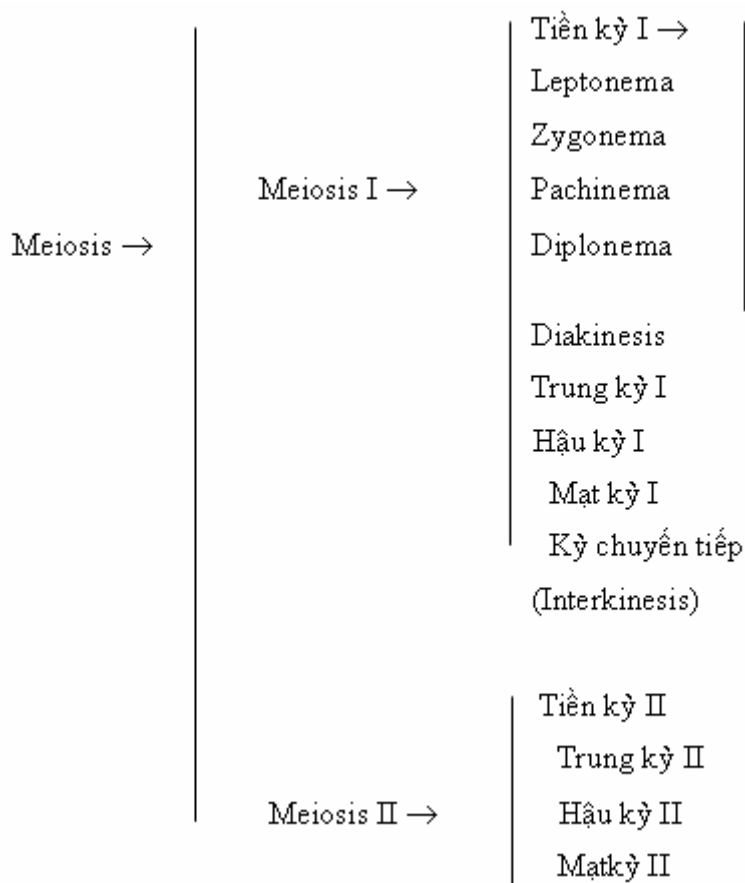 Tiền kỳ I →
Leptonema
Zygonema
Meiosis I →
Pachinema
Meiosis →
Diplonema
Diakinesis
Trung kỳ I
Hậu kỳ I
Mạt kỳ I
Kỳ chuyến tiếp
(Interkinesis)
Tiền kỳ II
Trung kỳ II
Meiosis II →
Hậu kỳ II
Mạtkỳ II